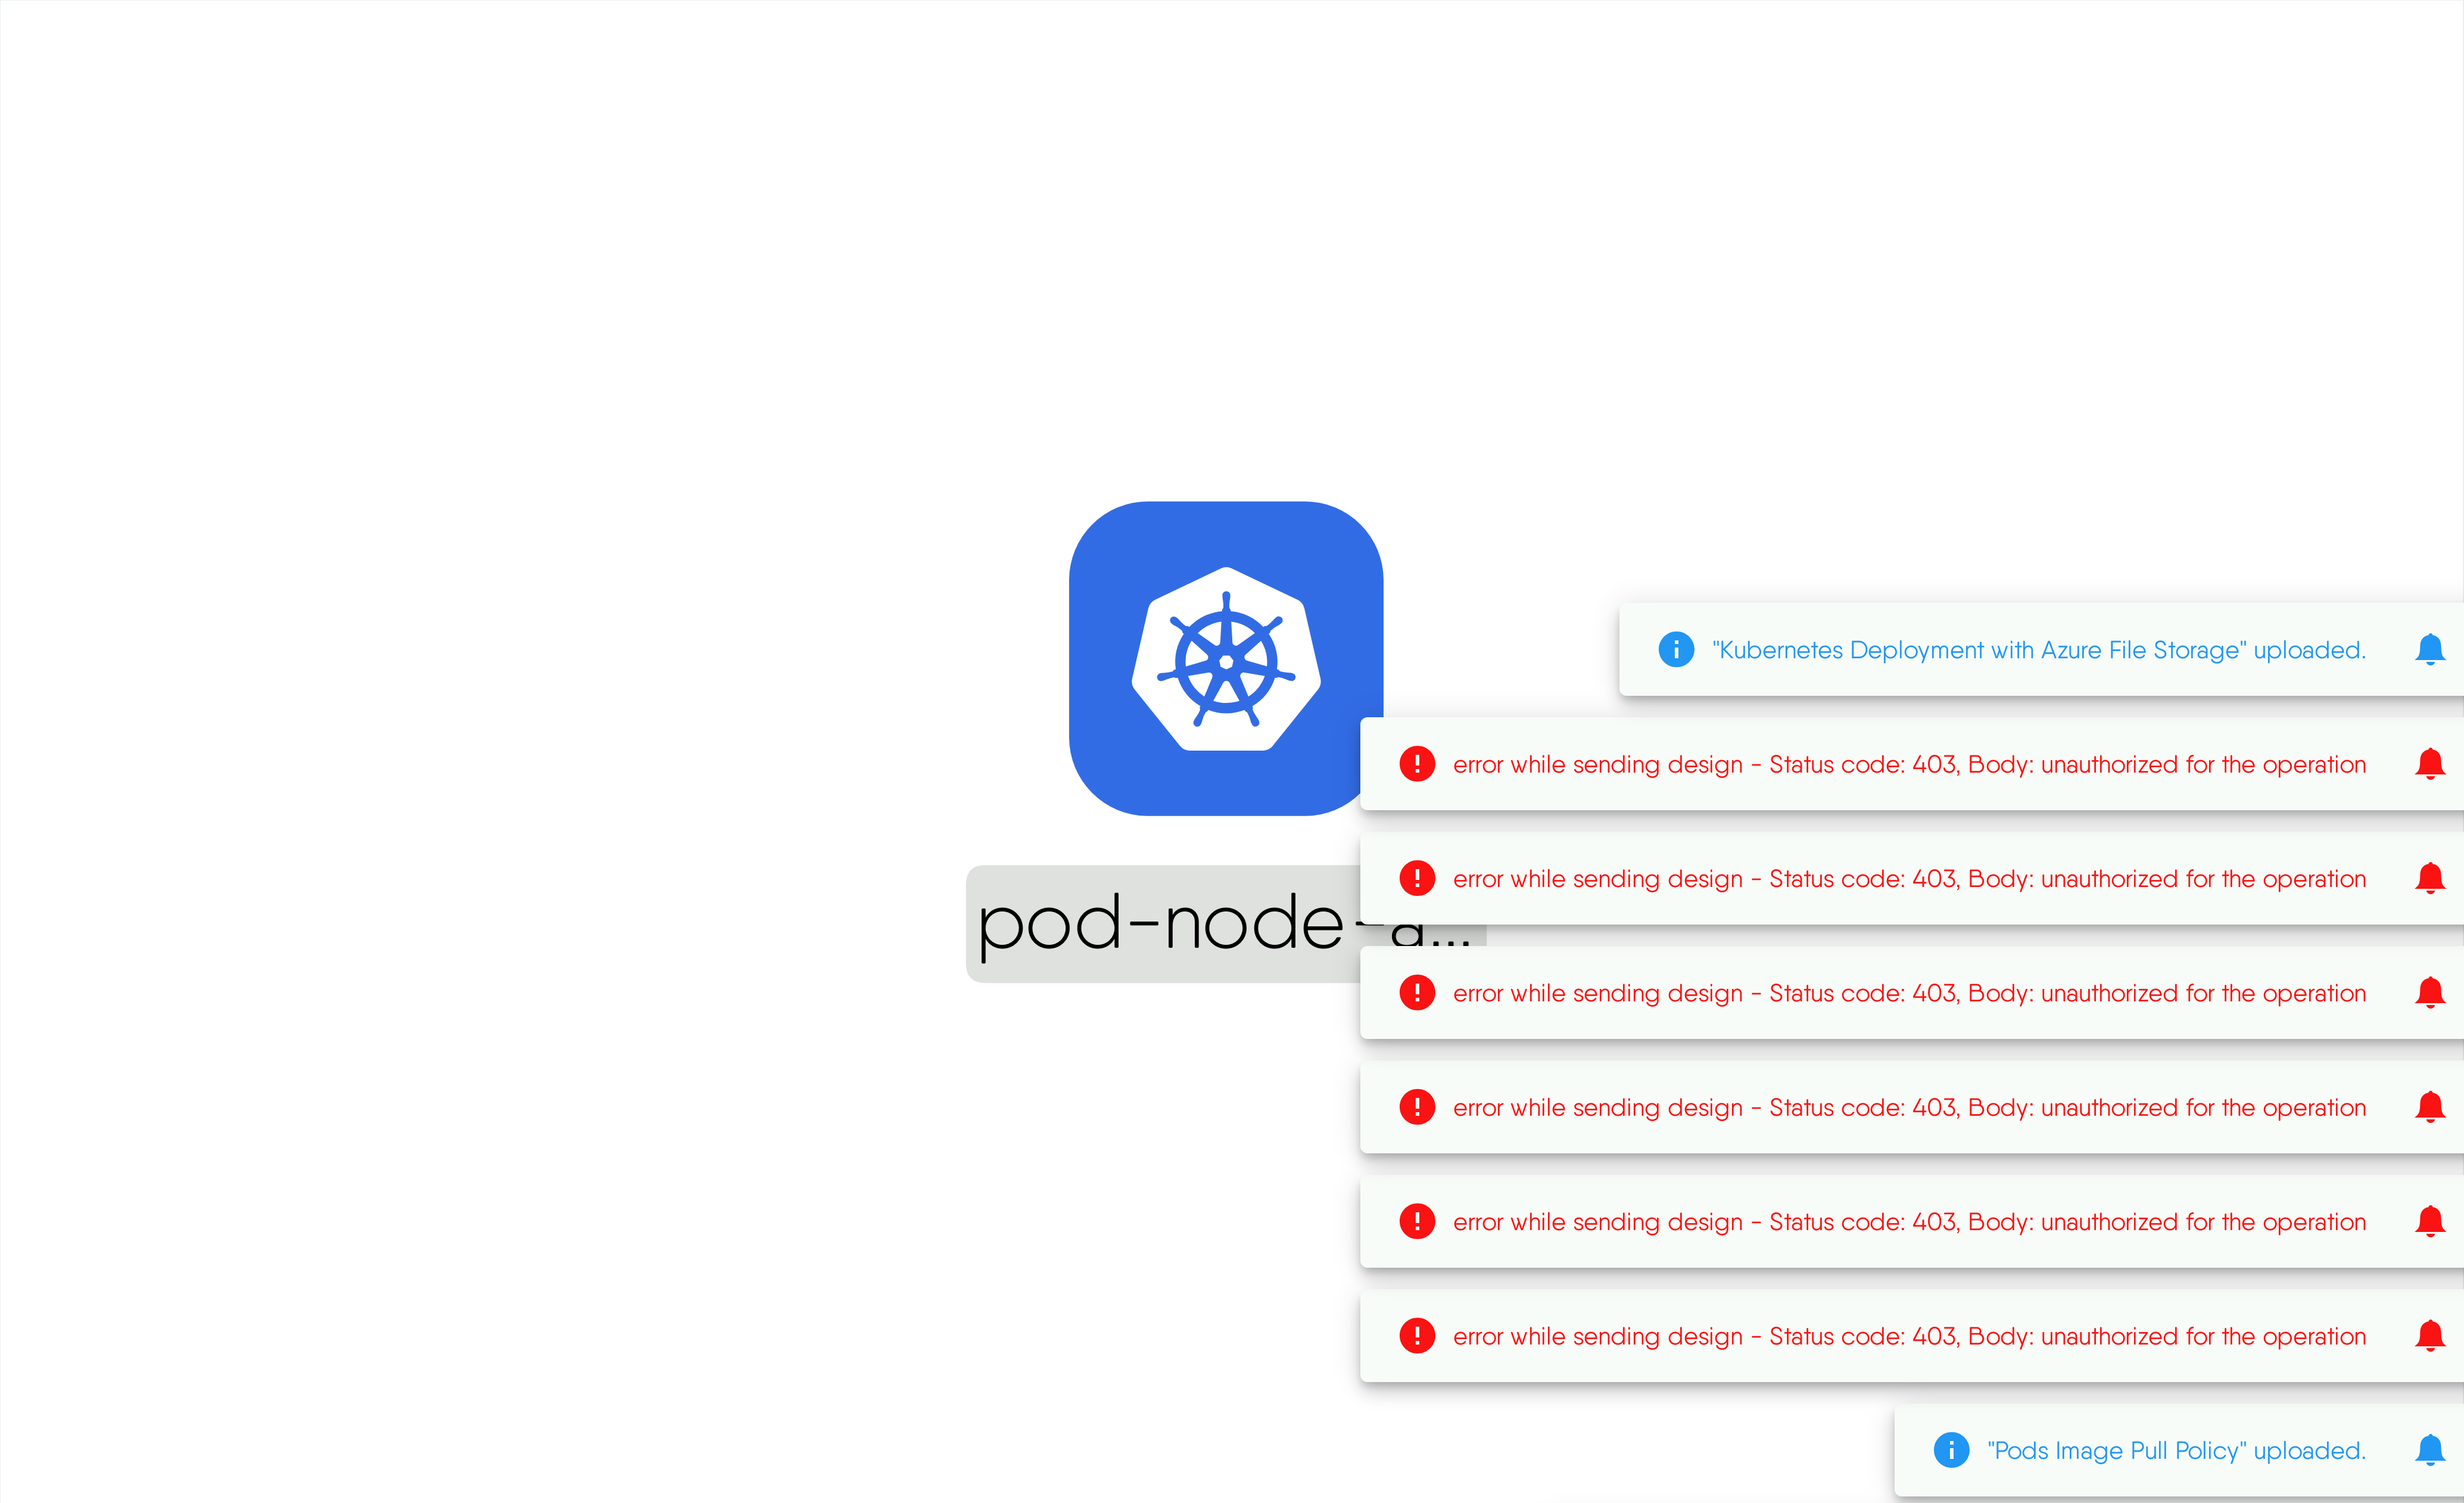 "Kubernetes Deployment with Azure File Storage" uploaded.
error while sending design - Status code: 403, Body: unauthorized for the operation
error while sending design - Status code: 403, Body: unauthorized for the operation
pod-node-a...
error while sending design - Status code: 403, Body: unauthorized for the operation
error while sending design - Status code: 403, Body: unauthorized for the operation
error while sending design - Status code: 403, Body: unauthorized for the operation
error while sending design - Status code: 403, Body: unauthorized for the operation
"Pods Image Pull Policy" uploaded.